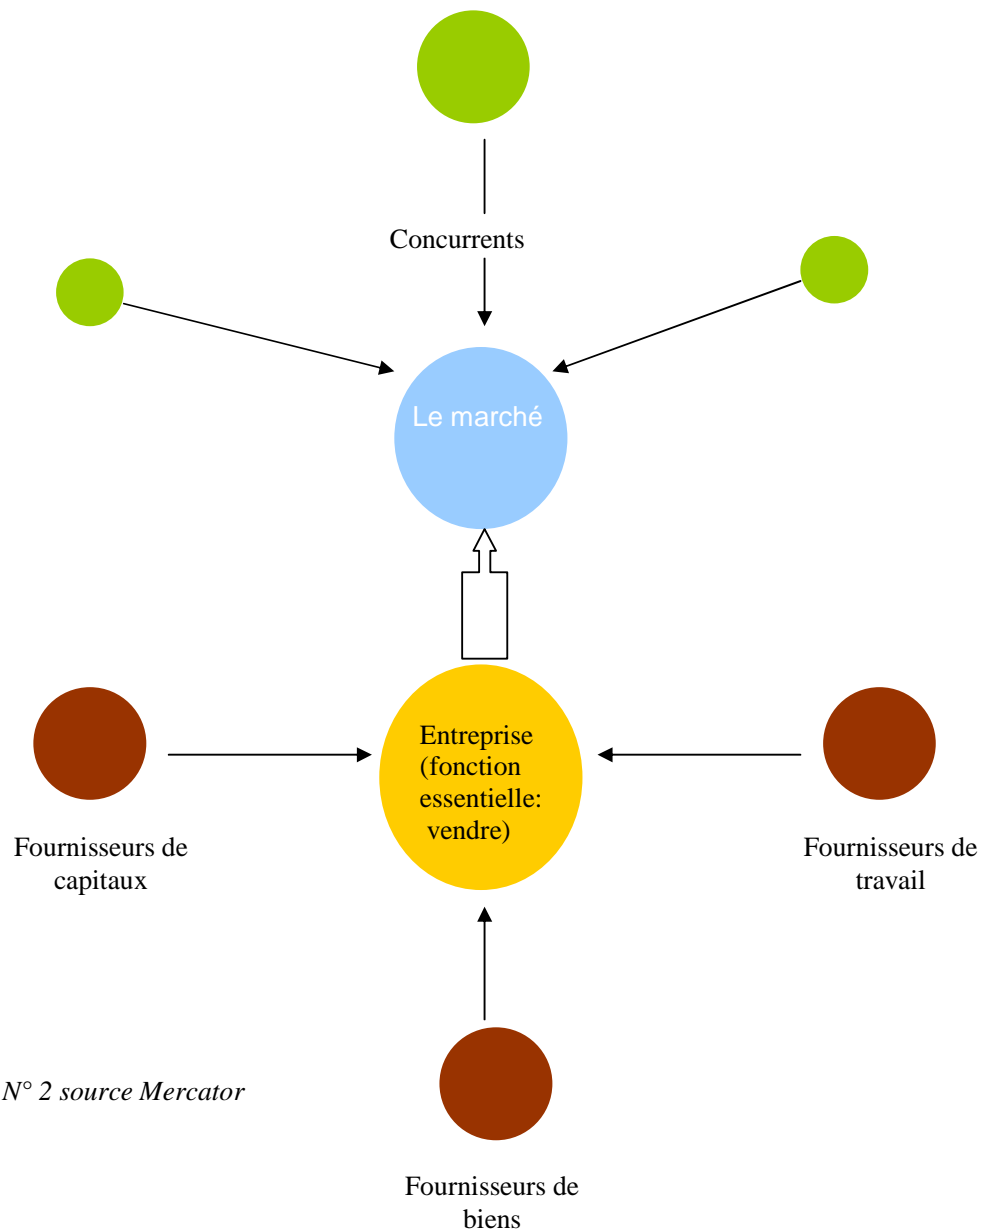 Concurrents
Le marché
Entreprise
(fonction
essentielle:
vendre)
Fournisseurs de
capitaux
Fournisseurs de
travail
N° 2 source Mercator
Fournisseurs de
biens